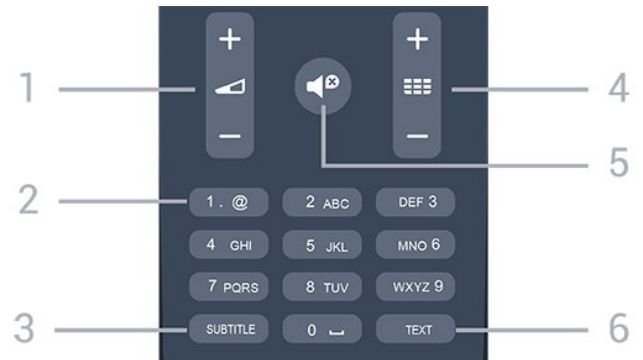 + +
1 4
− −
5
2 1 . @ 2 ABC DEF 3
4 GHI 5 JKL MNO 6
7 PQRS 8 TUV WXYZ 9
3 SUBTITLE 0 ⎵ TEXT 6